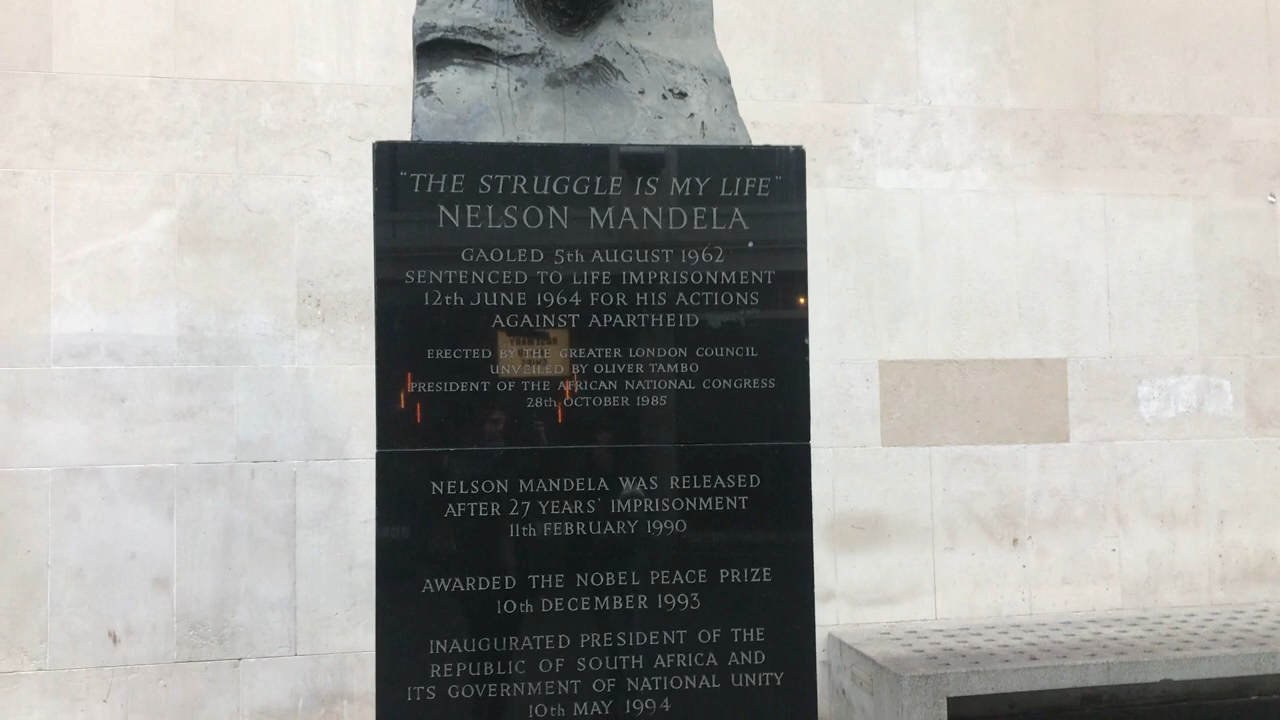 "THE STRUGGLE IS MY LIFE"
NELSON MANDELA
GAOLED 5th AUGUST 1962
SENTENCED TO LIFE IMPRISONMENT
12th JUNE 1964 FOR HIS ACTIONS
AGAINST APARTHEID
ERECTED BY THE GREATER LONDON COUNCIL
UNVEILED BY OLIVER TAMBO
PRESIDENT OF THE AFRICAN NATIONAL CONGRESS
28th OCTOBER 1985
NELSON MANDELA WAS RELEASED
AFTER 27 YEARS' IMPRISONMENT
11th FEBRUARY 1990
AWARDED THE NOBEL PEACE PRIZE
10th DECEMBER 1993
INAUGURATED PRESIDENT OF THE
REPUBLIC OF SOUTH AFRICA AND
ITS GOVERNMENT OF NATIONAL UNITY
10th MAY 1994